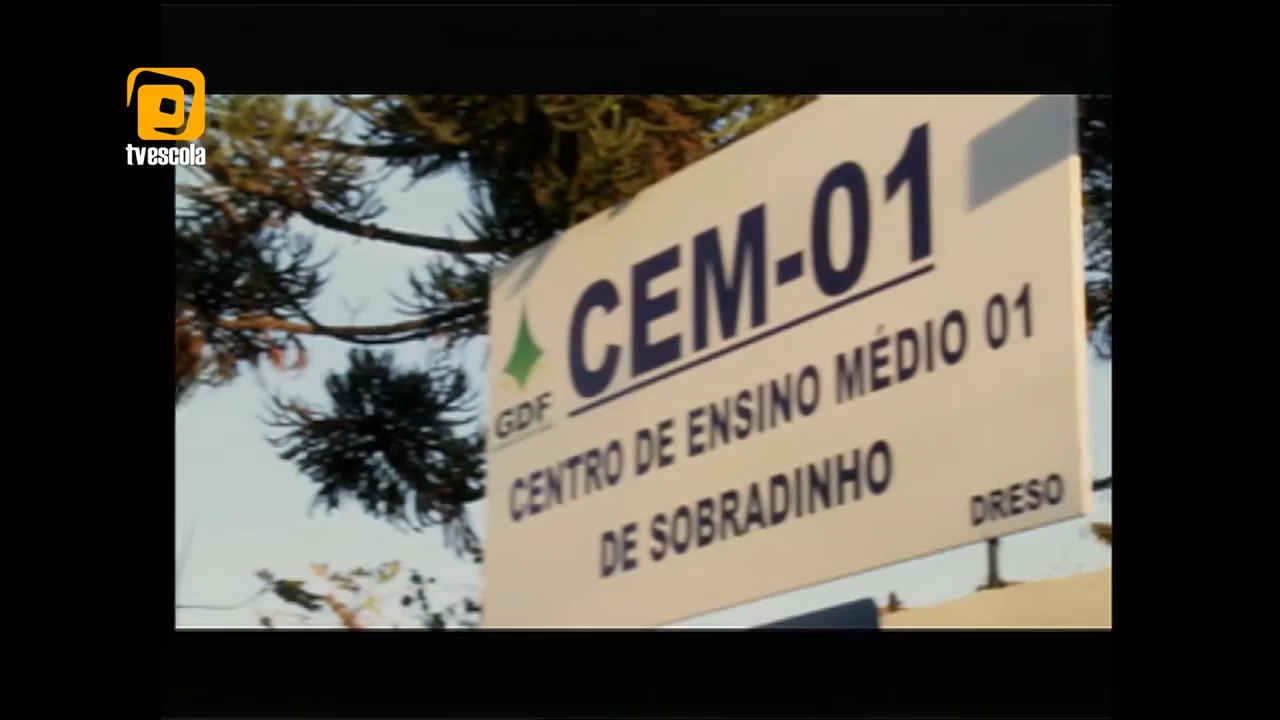 tvescola
CEM-01
GDF
CENTRO DE ENSINO MÉDIO 01
DE SOBRADINHO
DRESO